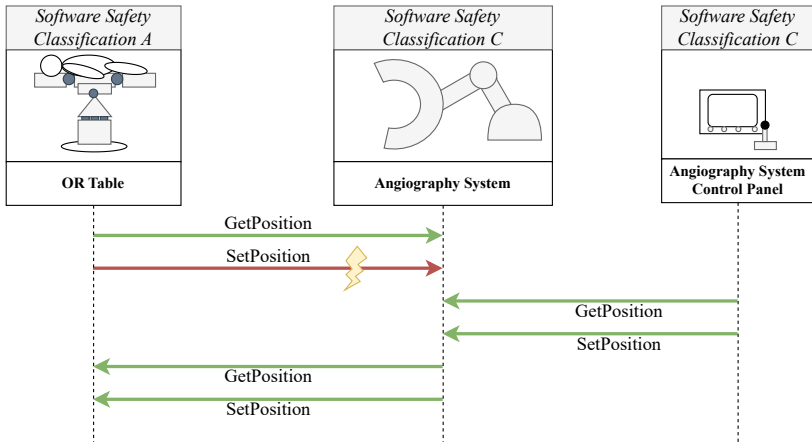 Software Safety
Classification A
Software Safety
Classification C
Software Safety
Classification C
OR Table
Angiography System
Angiography System
Control Panel
GetPosition
SetPosition
GetPosition
SetPosition
GetPosition
SetPosition